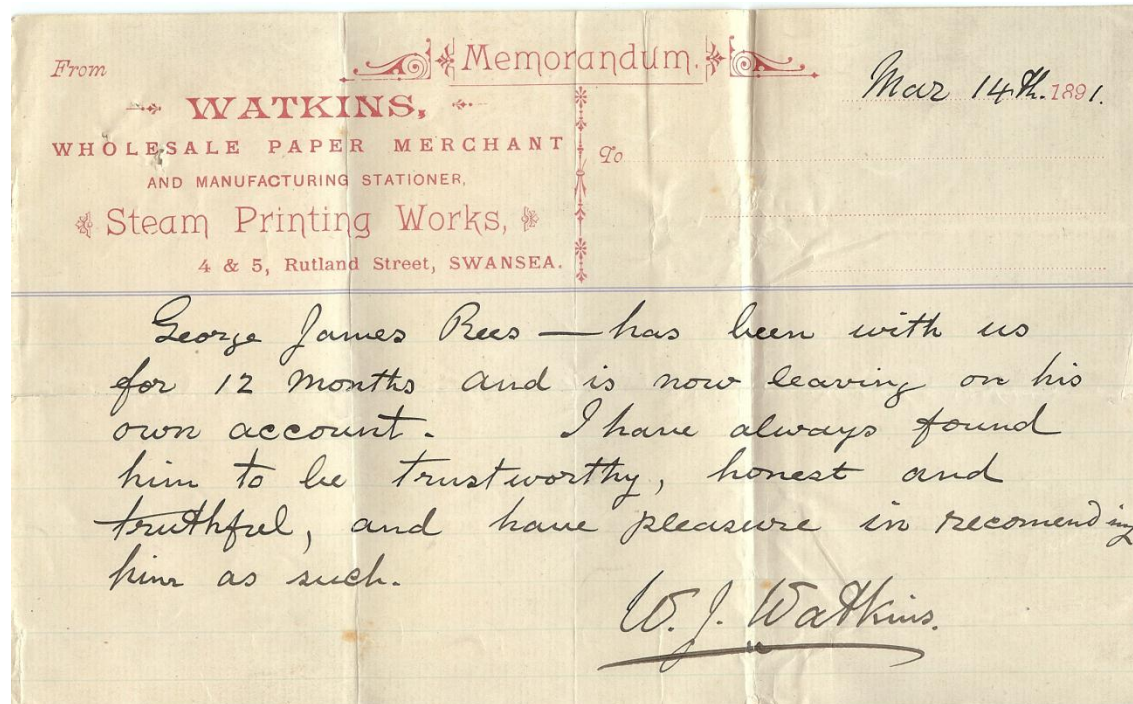 Memorandum.
From
Mar 14th. 1891.
WATKINS,
WHOLESALE PAPER MERCHANT
To
AND MANUFACTURING STATIONER,
Steam Printing Works,
4 & 5, Rutland Street, SWANSEA.
George James Rees — has been with us
for 12 months and is now leaving on his
own account. I have always found
him to be trustworthy, honest and
truthful, and have pleasure in recomending
him as such.
W. J. Watkins.